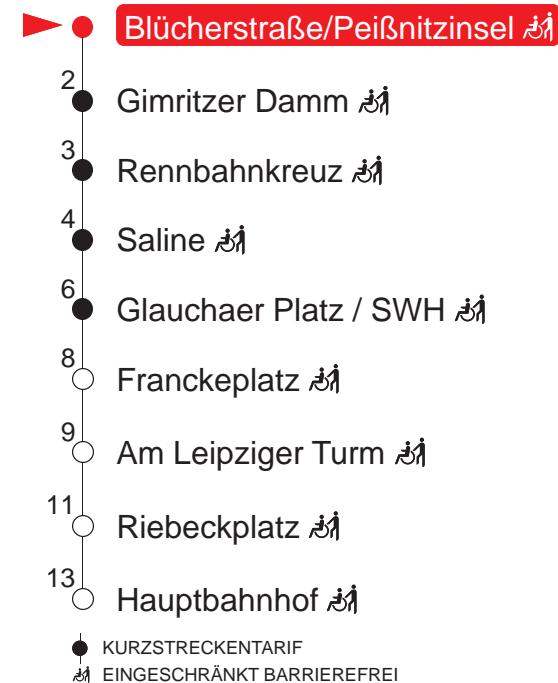 Blücherstraße/Peißnitzinsel
2
Gimritzer Damm
3
Rennbahnkreuz
4
Saline
6
Glauchaer Platz / SWH
8
Franckeplatz
9
Am Leipziger Turm
11
Riebeckplatz
13
Hauptbahnhof
KURZSTRECKENTARIF
EINGESCHRÄNKT BARRIEREFREI